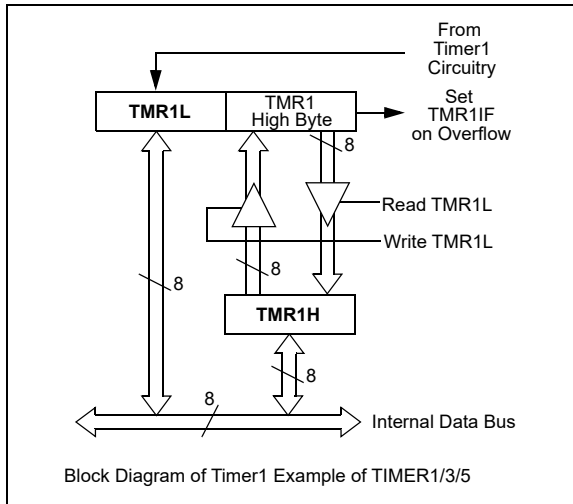 From
Timer1
Circuitry
TMR1L
TMR1
High Byte
Set
TMR1IF
on Overflow
8
Read TMR1L
Write TMR1L
8
8
TMR1H
8
8
Internal Data Bus
Block Diagram of Timer1 Example of TIMER1/3/5